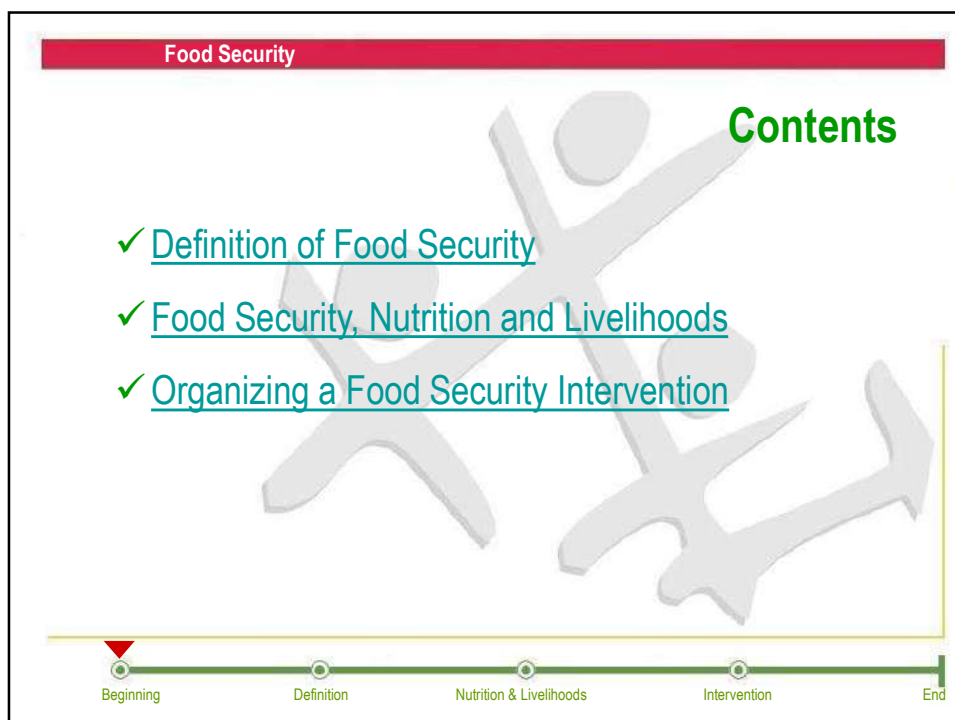 Food Security
Contents
✓ Definition of Food Security
✓ Food Security, Nutrition and Livelihoods
✓ Organizing a Food Security Intervention
Beginning Definition Nutrition & Livelihoods Intervention End